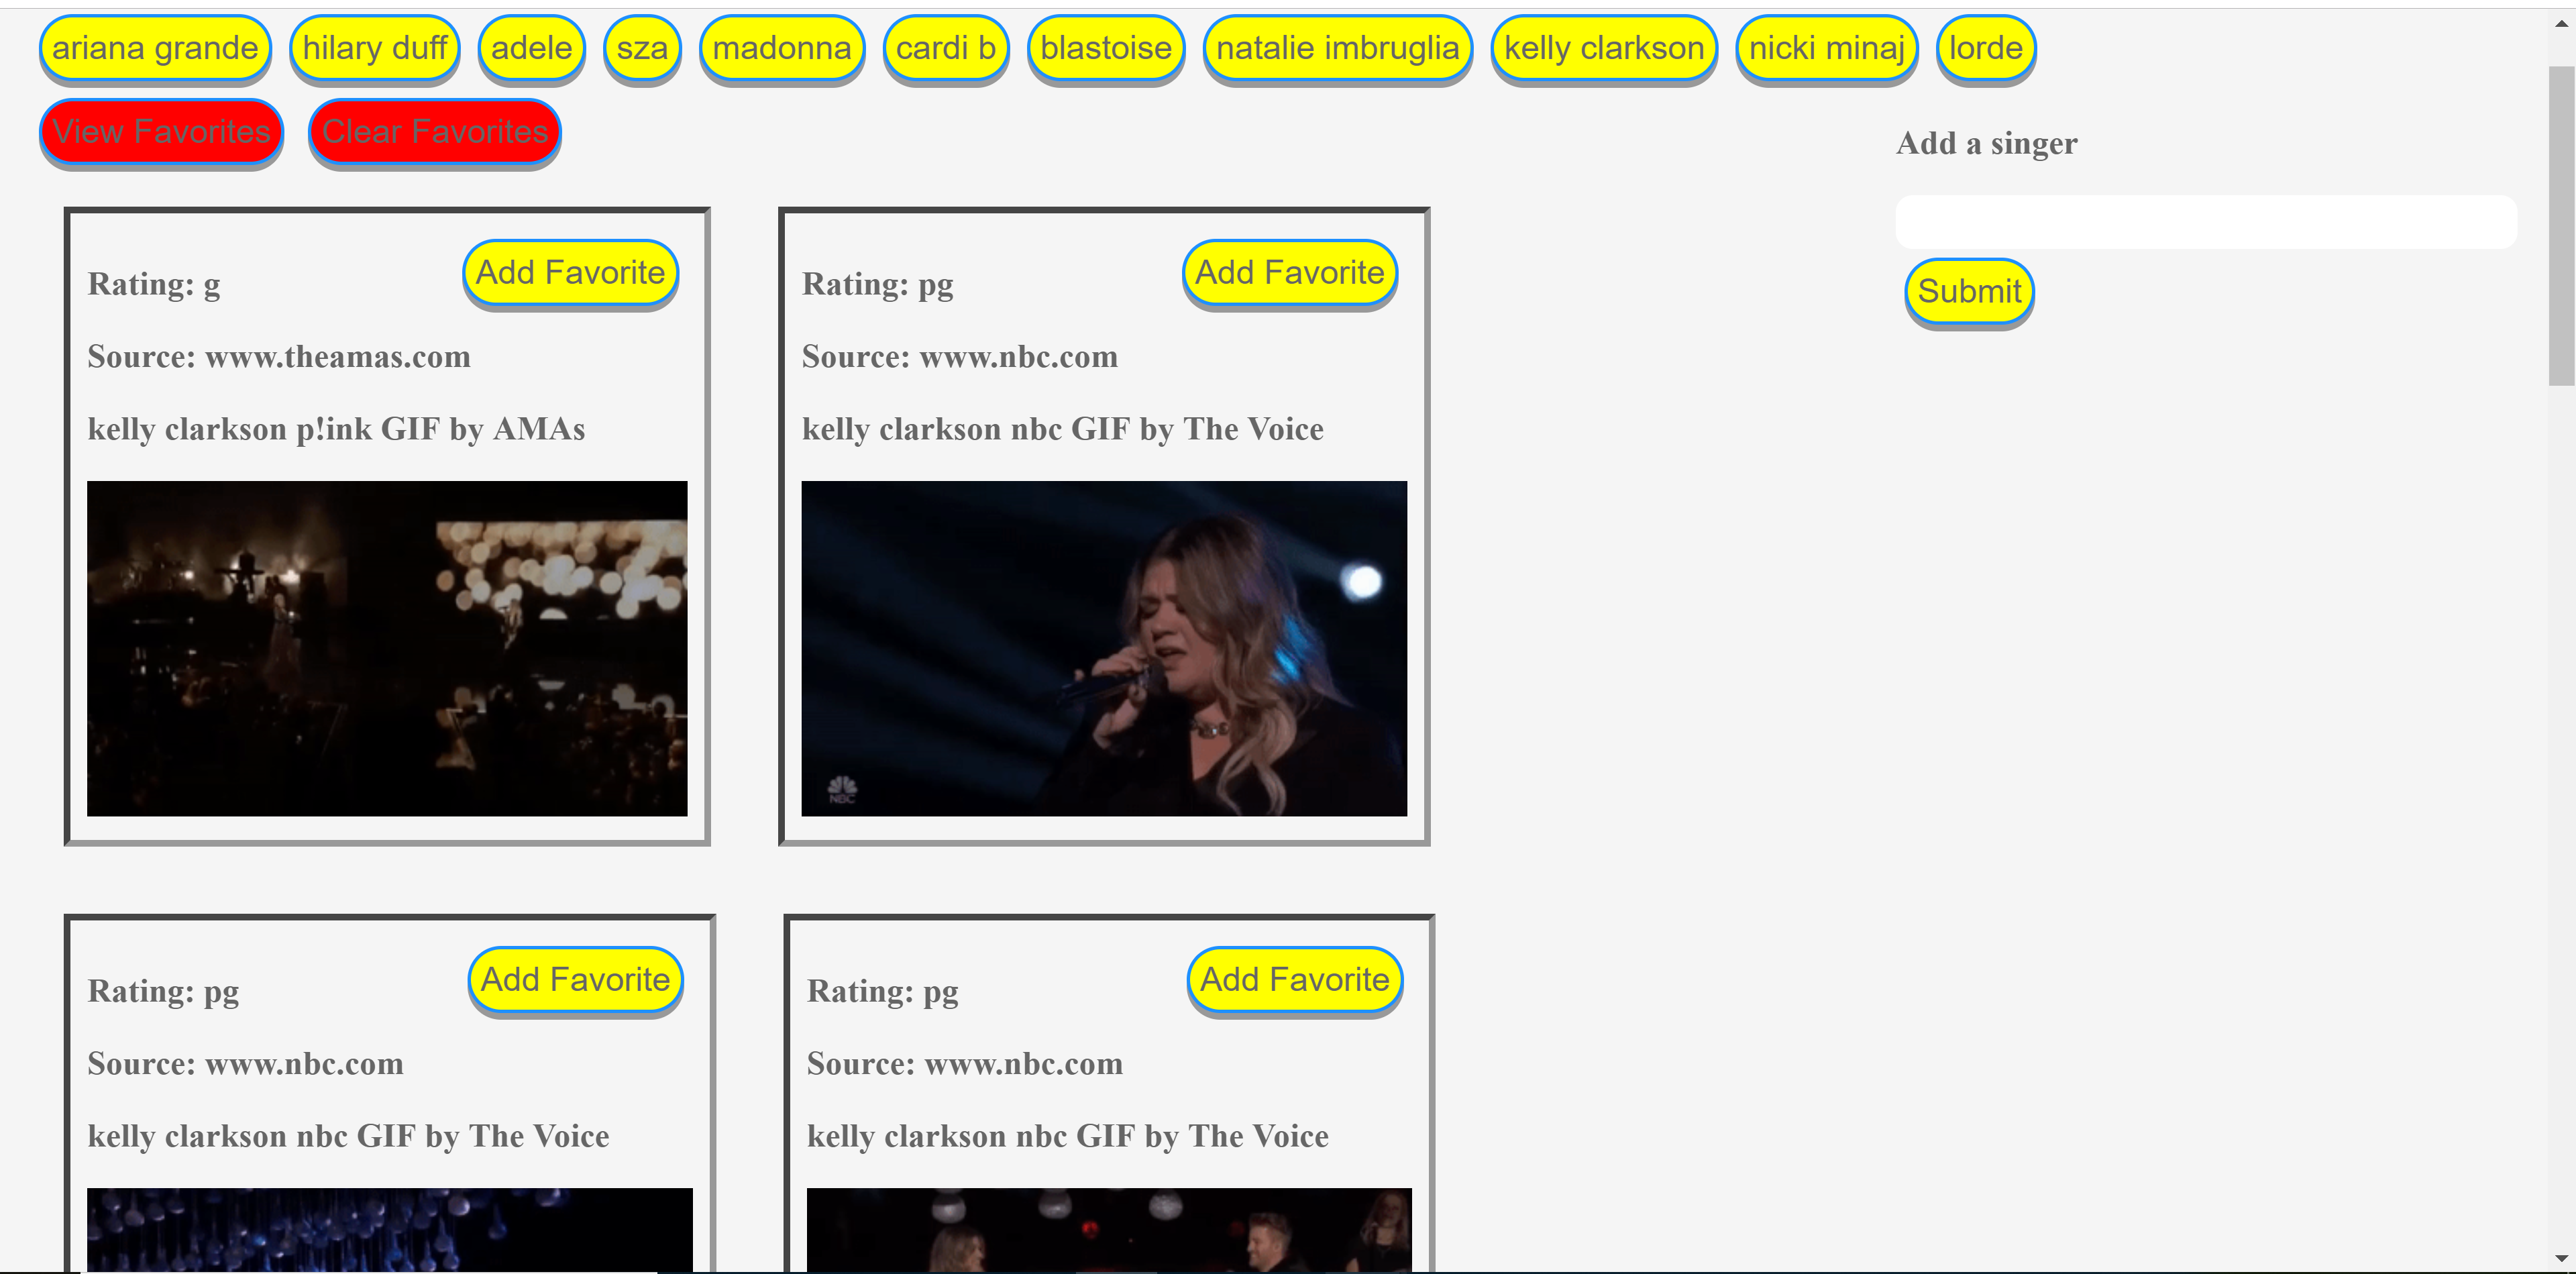 ariana grande hilary duff adele sza madonna cardi b blastoise natalie imbruglia kelly clarkson nicki minaj lorde
View Favorites Clear Favorites
Add a singer
Submit
Rating: g
Add Favorite
Source: www.theamas.com
kelly clarkson p!ink GIF by AMAs
Rating: pg
Add Favorite
Source: www.nbc.com
kelly clarkson nbc GIF by The Voice
NBC
Rating: pg
Add Favorite
Source: www.nbc.com
kelly clarkson nbc GIF by The Voice
Rating: pg
Add Favorite
Source: www.nbc.com
kelly clarkson nbc GIF by The Voice